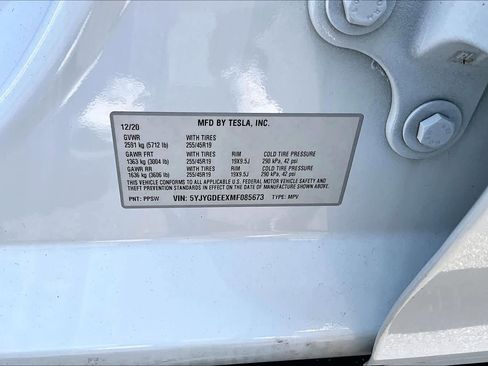 12/20 MFD BY TESLA, INC.
GVWR WITH TIRES
2591 kg (5712 lb) 255/45R19
GAWR FRT WITH TIRES RIM COLD TIRE PRESSURE
1363 kg (3004 lb) 255/45R19 19X9.5J 290 kPa, 42 psi
GAWR RR WITH TIRES RIM COLD TIRE PRESSURE
1636 kg (3606 lb) 255/45R19 19X9.5J 290 kPa, 42 psi
THIS VEHICLE CONFORMS TO ALL APPLICABLE U.S. FEDERAL MOTOR VEHICLE SAFETY AND
THEFT PREVENTION STANDARDS IN EFFECT ON THE DATE OF MANUFACTURE SHOWN ABOVE.
PNT: PPSW VIN: 5YJYGDEEXMF085673 TYPE: MPV